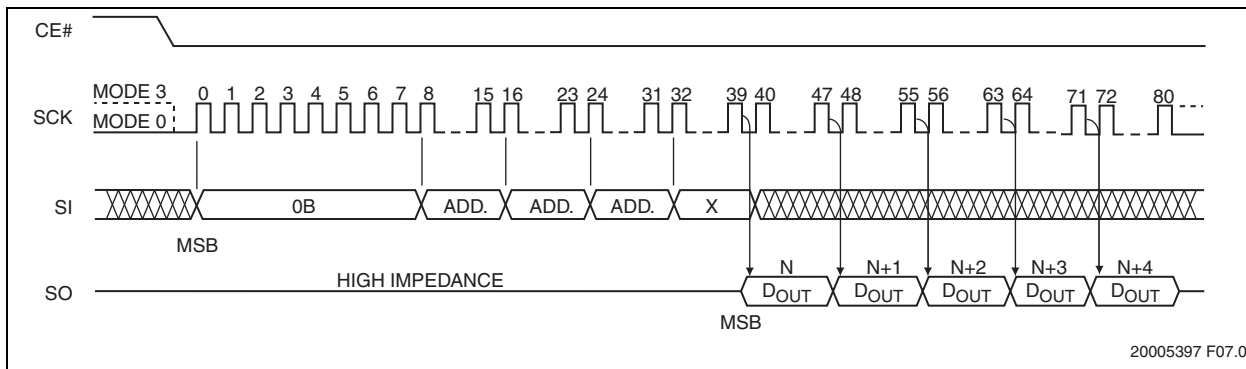 CE#
MODE 3
0 1 2 3 4 5 6 7 8 15 16 23 24 31 32 39 40 47 48 55 56 63 64 71 72 80
SCK
MODE 0
SI
0B ADD. ADD. ADD. X
MSB
HIGH IMPEDANCE
N N+1 N+2 N+3 N+4
SO
DOUT DOUT DOUT DOUT DOUT
MSB
20005397 F07.0